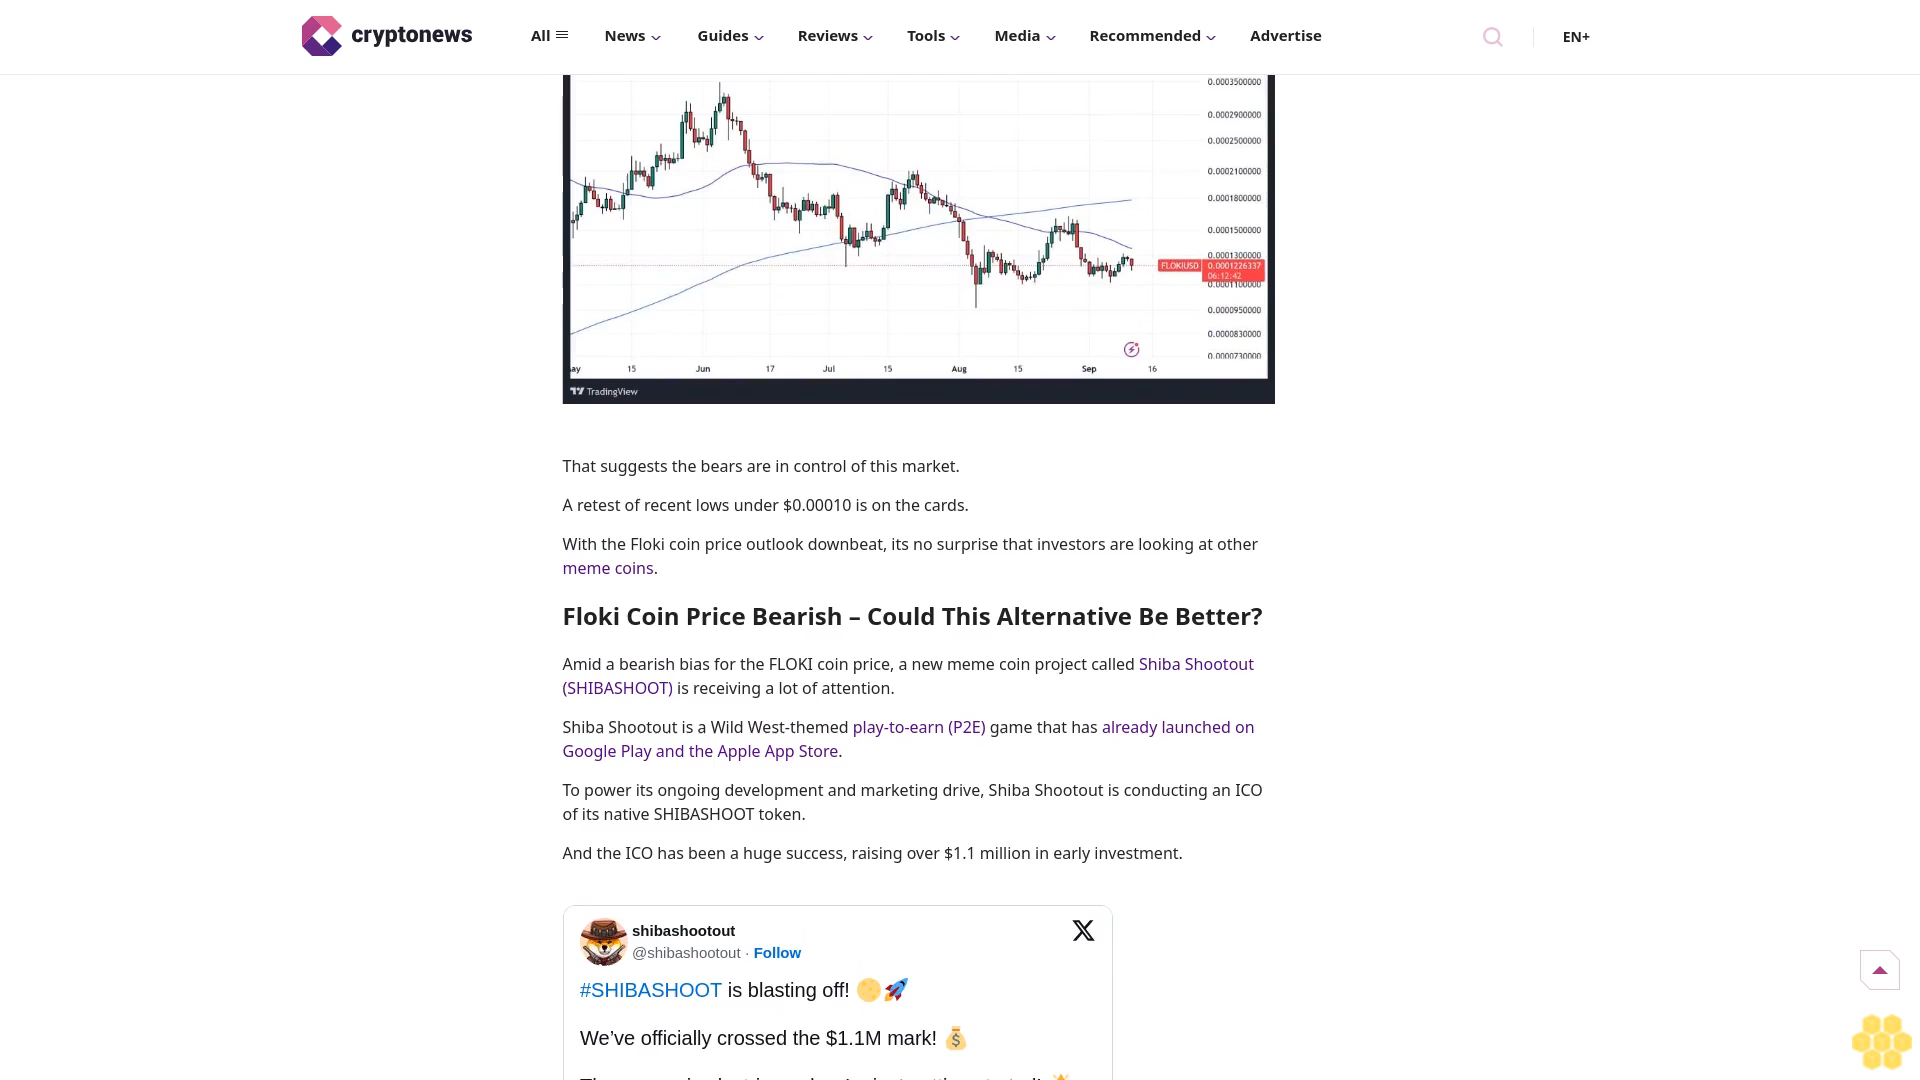 cryptonews
All
News
Guides
Reviews
Tools
Media
Recommended
Advertise
EN+
0.0003500000
0.0002900000
0.0002500000
0.0002100000
0.0001800000
0.0001500000
0.0001300000
FLOKIUSD 0.0001226337
06:12:42
0.0001100000
0.0000950000
0.0000830000
0.0000730000
ay 15 Jun 17 Jul 15 Aug 15 Sep 16
TradingView
That suggests the bears are in control of this market.
A retest of recent lows under $0.00010 is on the cards.
With the Floki coin price outlook downbeat, its no surprise that investors are looking at other
meme coins.
Floki Coin Price Bearish – Could This Alternative Be Better?
Amid a bearish bias for the FLOKI coin price, a new meme coin project called Shiba Shootout
(SHIBASHOOT) is receiving a lot of attention.
Shiba Shootout is a Wild West-themed play-to-earn (P2E) game that has already launched on
Google Play and the Apple App Store.
To power its ongoing development and marketing drive, Shiba Shootout is conducting an ICO
of its native SHIBASHOOT token.
And the ICO has been a huge success, raising over $1.1 million in early investment.
shibashootout
@shibashootout · Follow
#SHIBASHOOT is blasting off! 🌕🚀
We’ve officially crossed the $1.1M mark! 💰